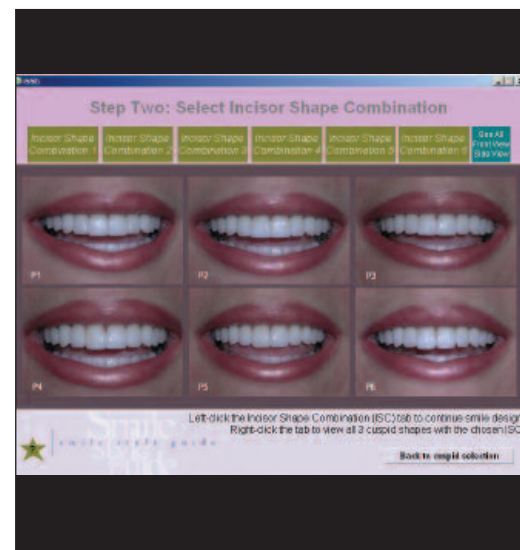 Step Two: Select Incisor Shape Combination
Incisor Shape Combination 1
Incisor Shape Combination 2
Incisor Shape Combination 3
Incisor Shape Combination 4
Incisor Shape Combination 5
Incisor Shape Combination 6
See All
Front View
Side View
P1
P2
P3
P4
P5
P6
Left-click the Incisor Shape Combination (ISC) tab to continue smile design
Right-click the tab to view all 3 cuspid shapes with the chosen ISC
smile style guide
Back to cuspid selection